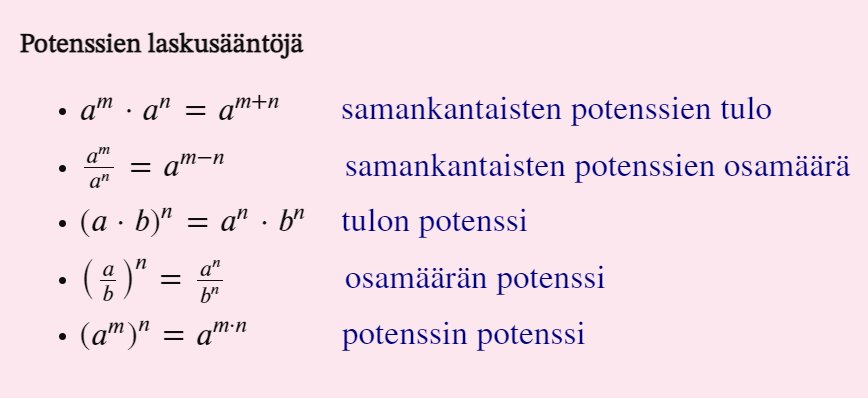 Potenssien laskusääntöjä
• $a^m \cdot a^n = a^{m+n}$ samankantaisten potenssien tulo
• $\frac{a^m}{a^n} = a^{m-n}$ samankantaisten potenssien osamäärä
• $(a \cdot b)^n = a^n \cdot b^n$ tulon potenssi
• $\left(\frac{a}{b}\right)^n = \frac{a^n}{b^n}$ osamäärän potenssi
• $(a^m)^n = a^{m \cdot n}$ potenssin potenssi